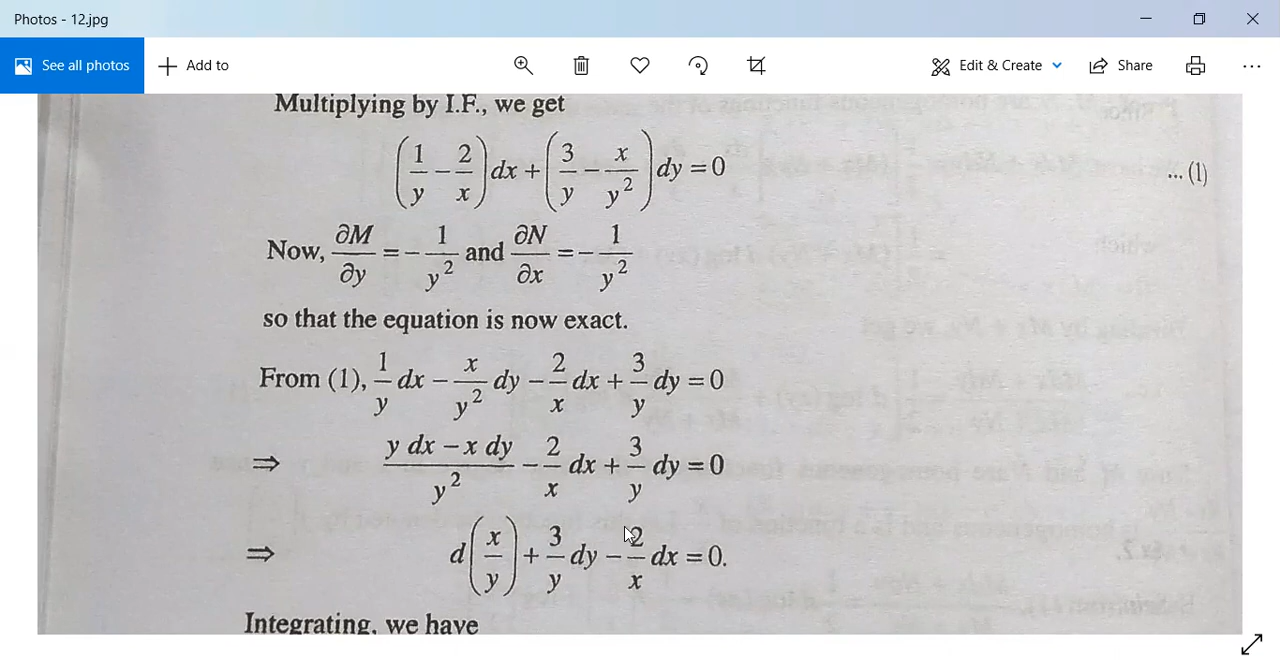 Photos - 12.jpg
See all photos
Add to
Edit & Create
Share
Multiplying by I.F., we get
(1/y − 2/x) dx + (3/y − x/y²) dy = 0 ... (1)
Now, ∂M/∂y = − 1/y² and ∂N/∂x = − 1/y²
so that the equation is now exact.
From (1), 1/y dx − x/y² dy − 2/x dx + 3/y dy = 0
⇒ (y dx − x dy)/y² − 2/x dx + 3/y dy = 0
⇒ d(x/y) + 3/y dy − 2/x dx = 0.
Integrating, we have